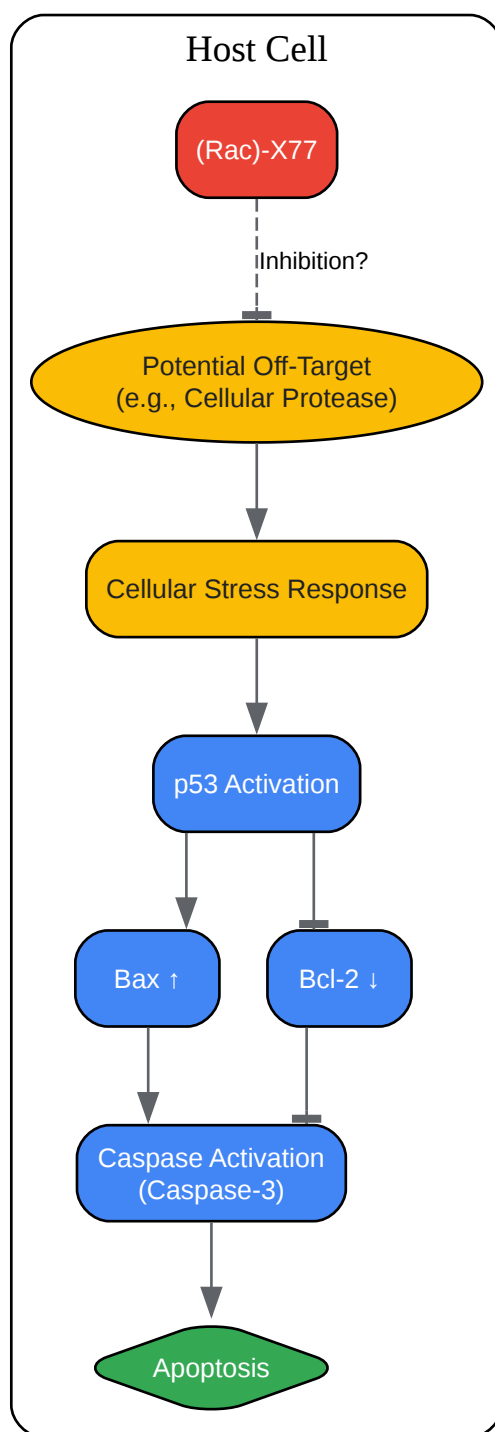 Host Cell
(Rac)-X77
Inhibition?
Potential Off-Target
(e.g., Cellular Protease)
Cellular Stress Response
p53 Activation
Bax ↑
Bcl-2 ↓
Caspase Activation
(Caspase-3)
Apoptosis